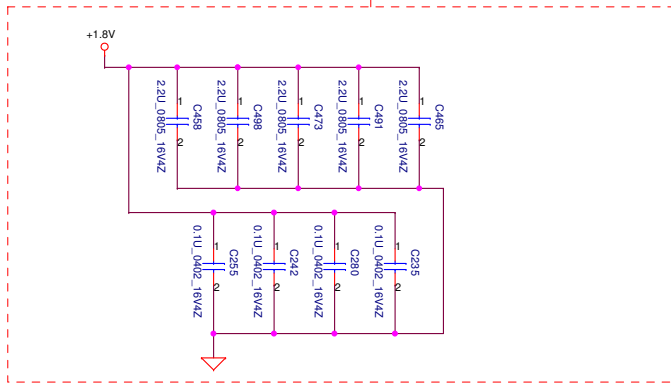 +1.8V
2.2U_0805_16V4Z
1
2
C458
2.2U_0805_16V4Z
1
2
C498
2.2U_0805_16V4Z
1
2
C473
2.2U_0805_16V4Z
1
2
C491
2.2U_0805_16V4Z
1
2
C465
0.1U_0402_16V4Z
1
2
C255
0.1U_0402_16V4Z
1
2
C242
0.1U_0402_16V4Z
1
2
C280
0.1U_0402_16V4Z
1
2
C235